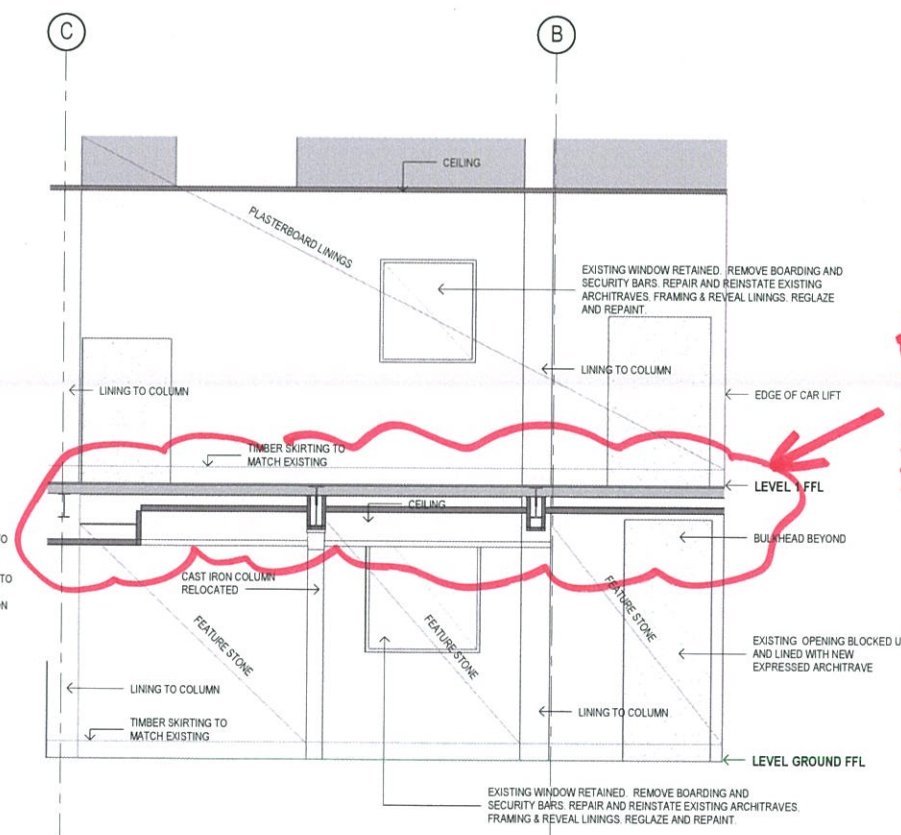 C
B
CEILING
PLASTERBOARD LININGS
EXISTING WINDOW RETAINED. REMOVE BOARDING AND
SECURITY BARS. REPAIR AND REINSTATE EXISTING
ARCHITRAVES. FRAMING & REVEAL LININGS. REGLAZE
AND REPAINT.
LINING TO COLUMN
LINING TO COLUMN
EDGE OF CAR LIFT
TIMBER SKIRTING TO
MATCH EXISTING
LEVEL 1 FFL
CEILING
BULKHEAD BEYOND
TO
TO
ON
CAST IRON COLUMN
RELOCATED
FEATURE STONE
FEATURE STONE
FEATURE STONE
EXISTING OPENING BLOCKED U
AND LINED WITH NEW
EXPRESSED ARCHITRAVE
LINING TO COLUMN
LINING TO COLUMN
TIMBER SKIRTING TO
MATCH EXISTING
LEVEL GROUND FFL
EXISTING WINDOW RETAINED. REMOVE BOARDING AND
SECURITY BARS. REPAIR AND REINSTATE EXISTING ARCHITRAVES.
FRAMING & REVEAL LININGS. REGLAZE AND REPAINT.